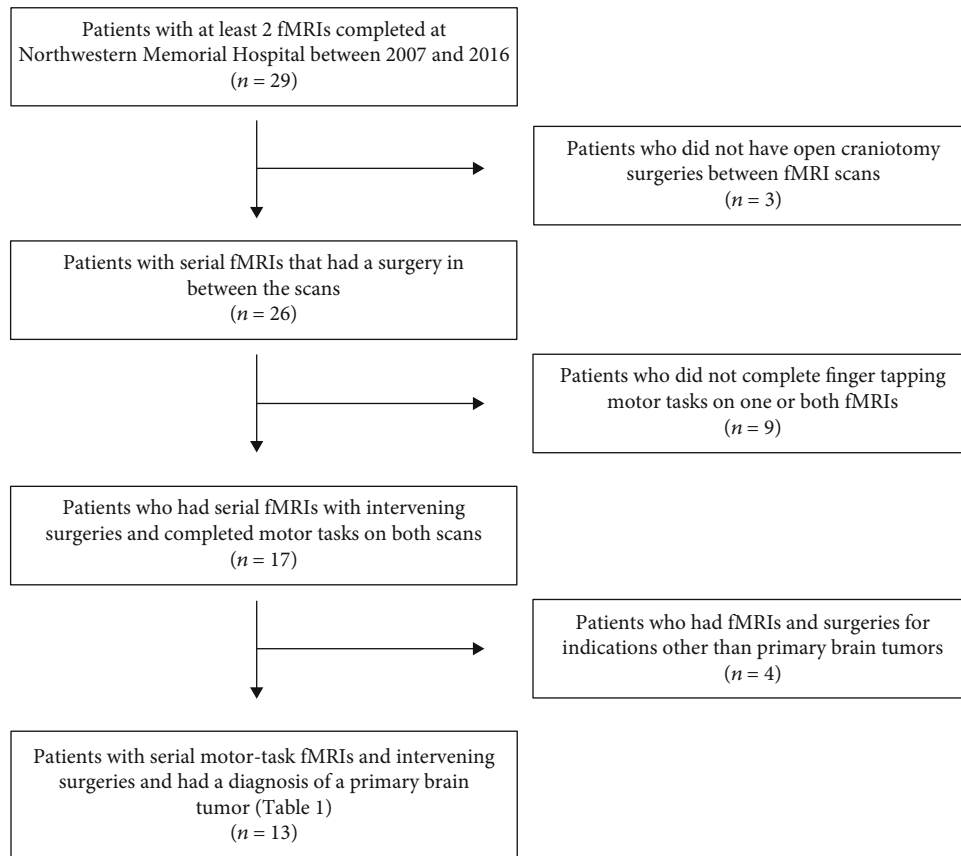 Patients with at least 2 fMRIs completed at
Northwestern Memorial Hospital between 2007 and 2016
(n = 29)
Patients who did not have open craniotomy
surgeries between fMRI scans
(n = 3)
Patients with serial fMRIs that had a surgery in
between the scans
(n = 26)
Patients who did not complete finger tapping
motor tasks on one or both fMRIs
(n = 9)
Patients who had serial fMRIs with intervening
surgeries and completed motor tasks on both scans
(n = 17)
Patients who had fMRIs and surgeries for
indications other than primary brain tumors
(n = 4)
Patients with serial motor-task fMRIs and intervening
surgeries and had a diagnosis of a primary brain
tumor (Table 1)
(n = 13)